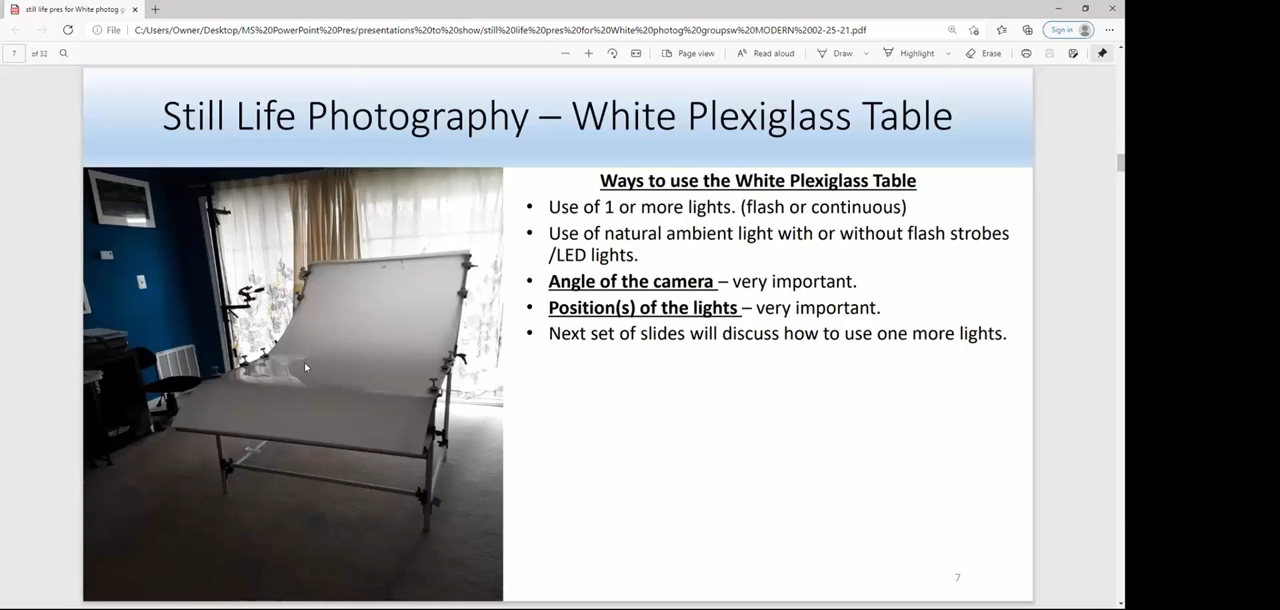 still life pres for White photog g
File
C:/Users/Owner/Desktop/MS%20PowerPoint%20Pres/presentations%20to%20show/still%20life%20pres%20for%20White%20photog%20groupsw%20MODERN%2002-25-21.pdf
Sign in
7 of 32
Page view
Read aloud
Draw
Highlight
Erase
Still Life Photography – White Plexiglass Table
Ways to use the White Plexiglass Table
• Use of 1 or more lights. (flash or continuous)
• Use of natural ambient light with or without flash strobes
/LED lights.
• Angle of the camera – very important.
• Position(s) of the lights – very important.
• Next set of slides will discuss how to use one more lights.
7